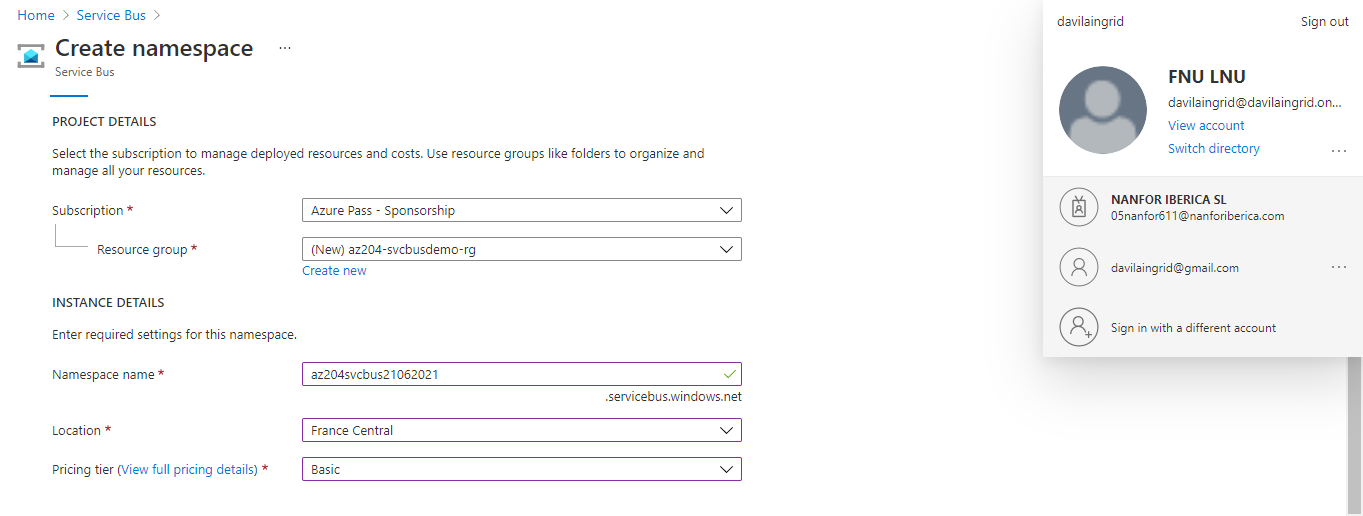 Home > Service Bus >
Create namespace ...
Service Bus
PROJECT DETAILS
Select the subscription to manage deployed resources and costs. Use resource groups like folders to organize and
manage all your resources.
Subscription *
Azure Pass - Sponsorship
Resource group *
(New) az204-svcbusdemo-rg
Create new
INSTANCE DETAILS
Enter required settings for this namespace.
Namespace name *
az204svcbus21062021
.servicebus.windows.net
Location *
France Central
Pricing tier (View full pricing details) *
Basic
davilaingrid
Sign out
FNU LNU
davilaingrid@davilaingrid.on...
View account
Switch directory
...
NANFOR IBERICA SL
05nanfor611@nanforiberica.com
davilaingrid@gmail.com
...
Sign in with a different account